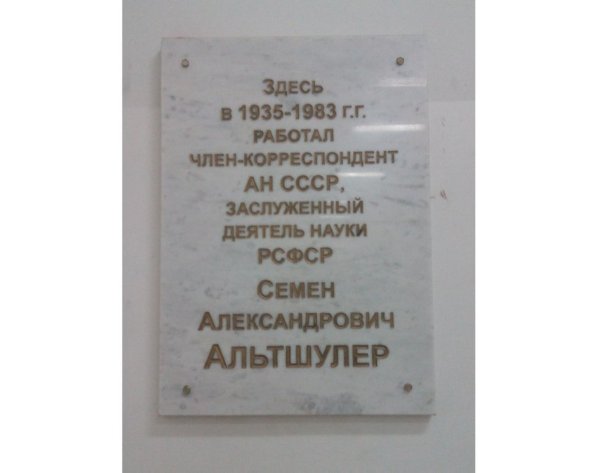 Здесь
в 1935-1983 г.г.
работал
член-корреспондент
АН СССР,
заслуженный
деятель науки
РСФСР
Семен
Александрович
Альтшулер